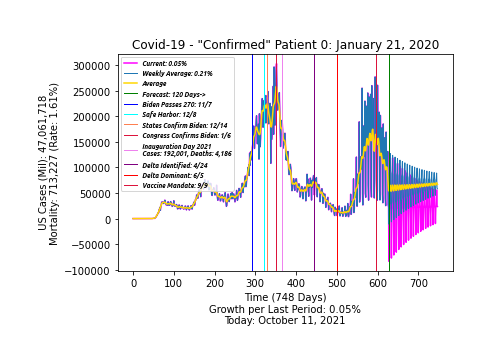 Covid-19 - "Confirmed" Patient 0: January 21, 2020
US Cases (Mil): 47,061,718
Mortality: 713,227 (Rate: 1.61%)
300000
250000
200000
150000
100000
50000
0
−50000
−100000
Current: 0.05%
Weekly Average: 0.21%
Average
Forecast: 120 Days->
Biden Passes 270: 11/7
Safe Harbor: 12/8
States Confirm Biden: 12/14
Congress Confirms Biden: 1/6
Inauguration Day 2021
Cases: 192,001, Deaths: 4,186
Delta Identified: 4/24
Delta Dominant: 6/5
Vaccine Mandate: 9/9
0 100 200 300 400 500 600 700
Time (748 Days)
Growth per Last Period: 0.05%
Today: October 11, 2021